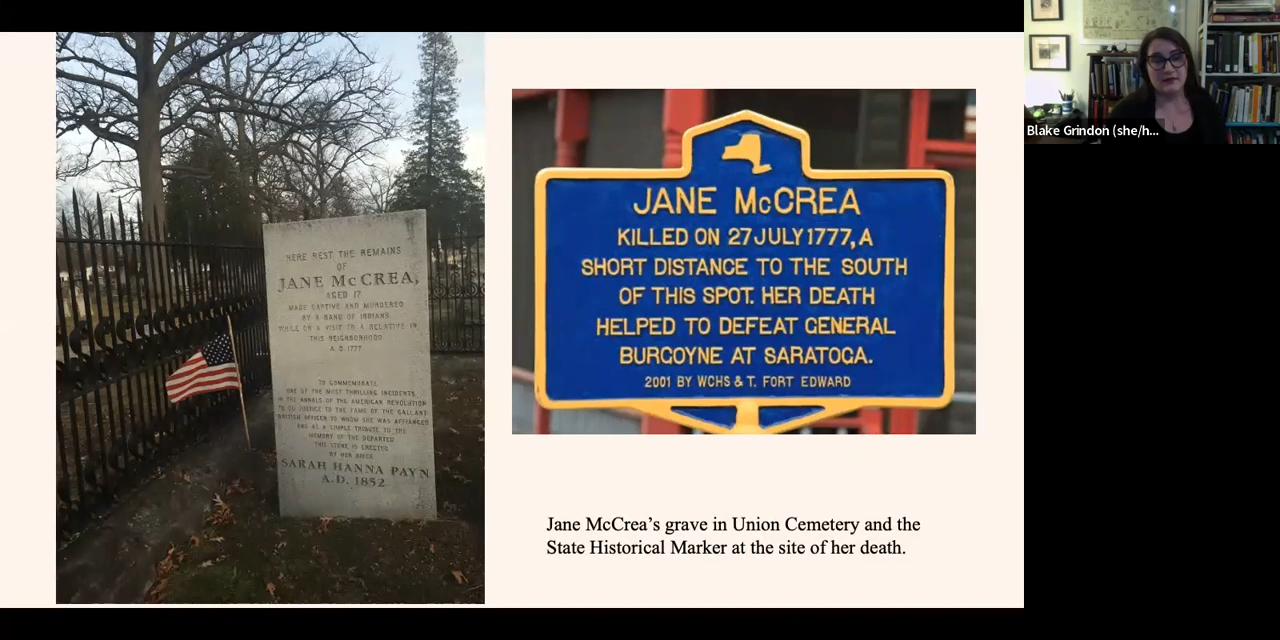 HERE REST THE REMAINS
OF
JANE McCREA,
AGED 17
MADE CAPTIVE AND MURDERED
BY A BAND OF INDIANS
WHILE ON A VISIT TO A RELATIVE IN
THIS NEIGHBORHOOD
A. D. 1777
TO COMMEMORATE
ONE OF THE MOST THRILLING INCIDENTS
IN THE ANNALS OF THE AMERICAN REVOLUTION
TO DO JUSTICE TO THE FAME OF THE GALLANT
BRITISH OFFICER TO WHOM SHE WAS AFFIANCED
AND AS A SIMPLE TRIBUTE TO THE
MEMORY OF THE DEPARTED
THIS STONE IS ERECTED
BY HER NIECE
SARAH HANNA PAYN
A.D. 1852
JANE McCREA
KILLED ON 27 JULY 1777, A
SHORT DISTANCE TO THE SOUTH
OF THIS SPOT. HER DEATH
HELPED TO DEFEAT GENERAL
BURGOYNE AT SARATOGA.
2001 BY WCHS & T. FORT EDWARD
Jane McCrea’s grave in Union Cemetery and the
State Historical Marker at the site of her death.
Blake Grindon (she/h...